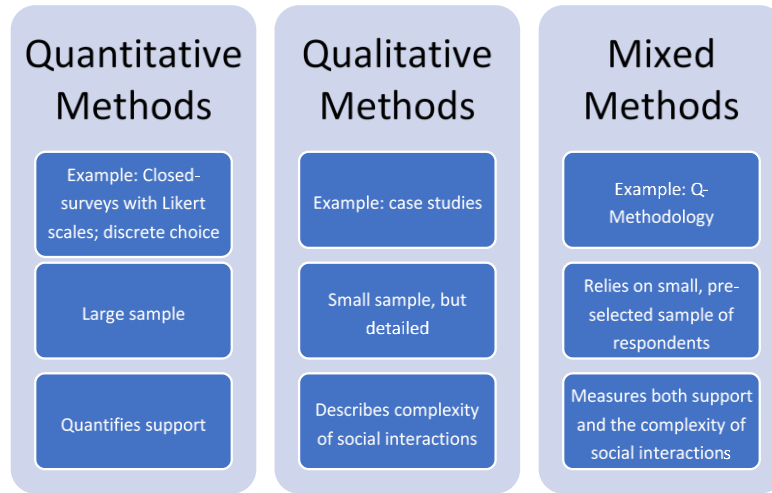 Quantitative
Methods
Example: Closed-
surveys with Likert
scales; discrete choice
Large sample
Quantifies support
Qualitative
Methods
Example: case studies
Small sample, but
detailed
Describes complexity
of social interactions
Mixed
Methods
Example: Q-
Methodology
Relies on small, pre-
selected sample of
respondents
Measures both support
and the complexity of
social interactions